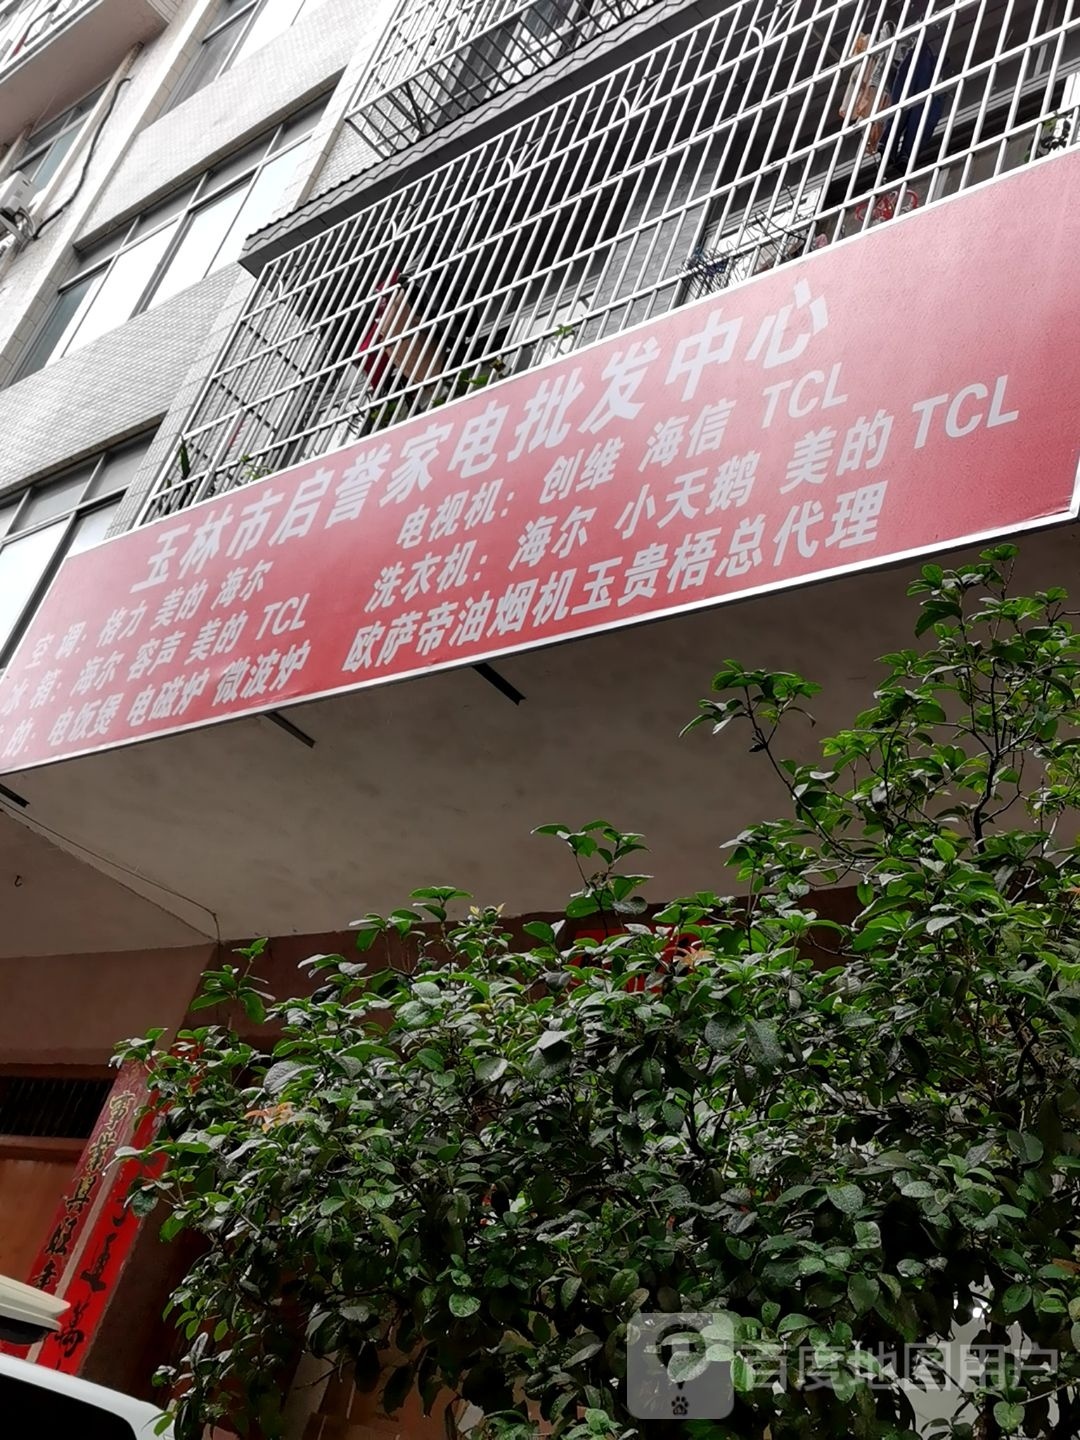 玉林市启誉家电批发中心
空 调：格力 美的 海尔
电视机：创维 海信 TCL
冰 箱：海尔 容声 美的 TCL
洗衣机：海尔 小天鹅 美的 TCL
的：电饭煲 电磁炉 微波炉
欧萨帝油烟机玉贵梧总代理
百度地图用户